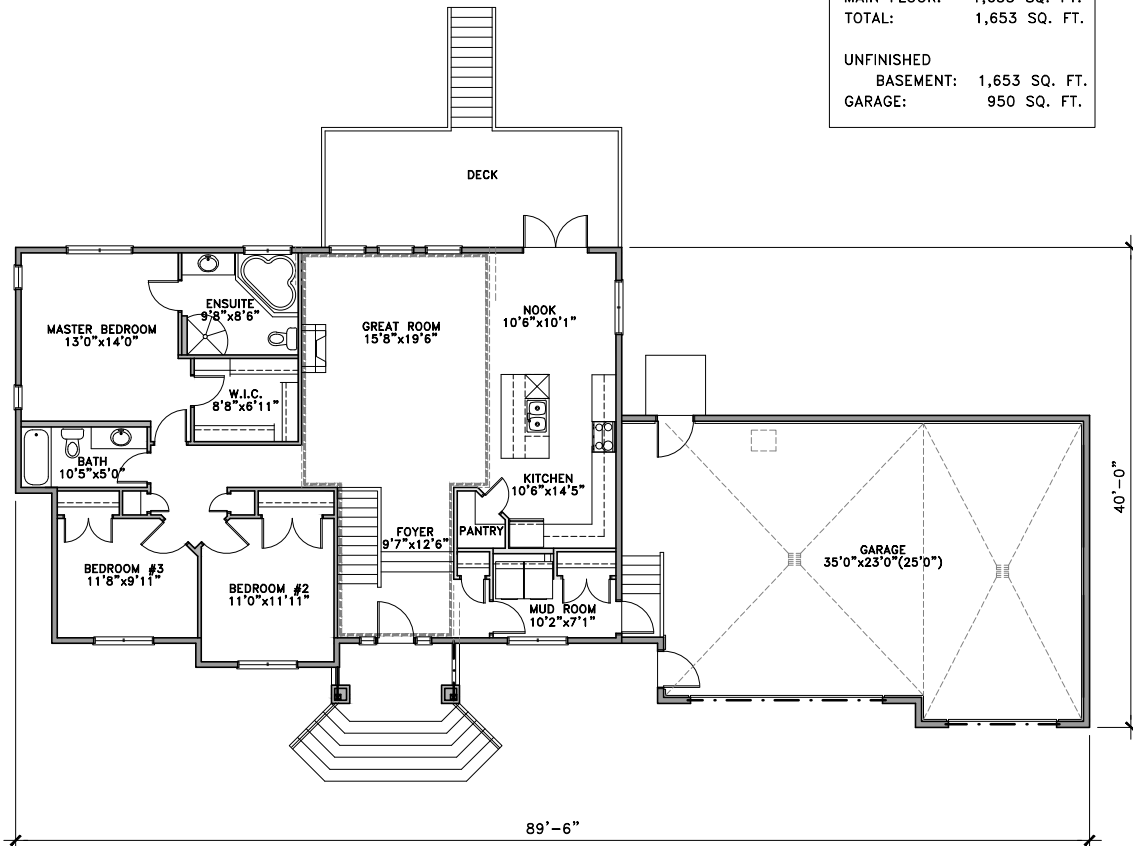 TOTAL: 1,653 SQ. FT.
UNFINISHED
BASEMENT: 1,653 SQ. FT.
GARAGE: 950 SQ. FT.
DECK
MASTER BEDROOM
13'0"x14'0"
ENSUITE
9'8"x8'6"
GREAT ROOM
15'8"x19'6"
NOOK
10'6"x10'1"
W.I.C.
8'8"x6'11"
BATH
10'5"x5'0"
KITCHEN
10'6"x14'5"
PANTRY
FOYER
9'7"x12'6"
BEDROOM #3
11'8"x9'11"
BEDROOM #2
11'0"x11'11"
MUD ROOM
10'2"x7'1"
GARAGE
35'0"x23'0"(25'0")
40'-0"
89'-6"